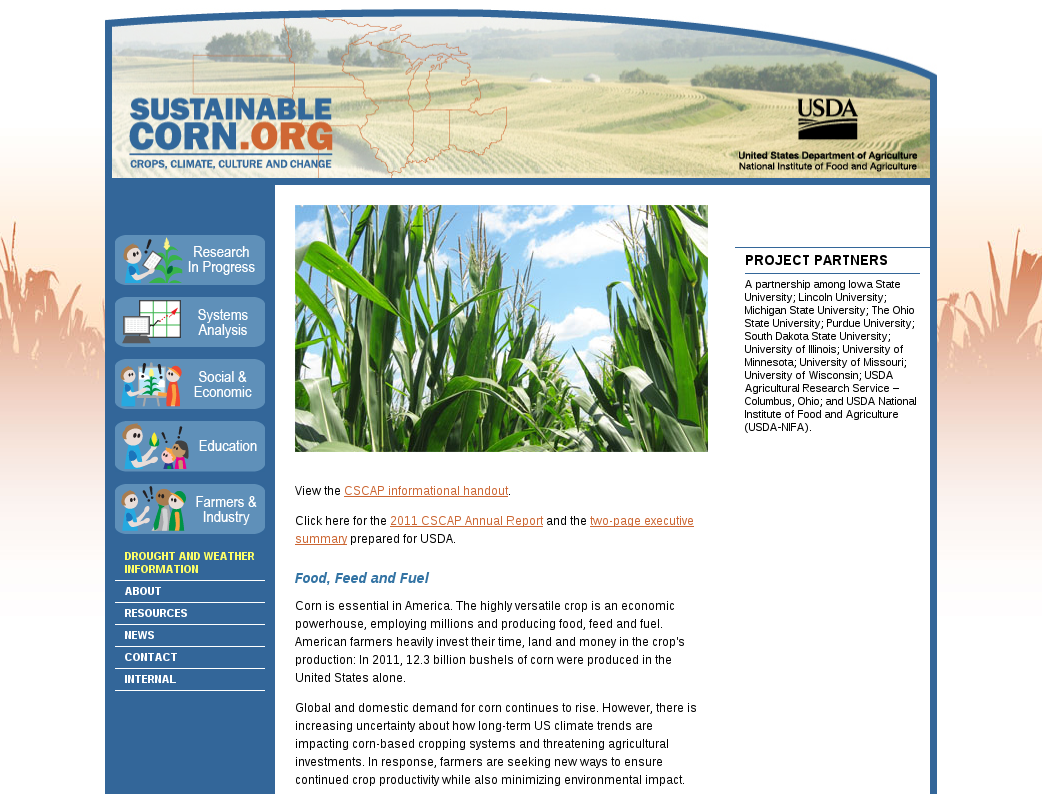 SUSTAINABLE
CORN.ORG
CROPS, CLIMATE, CULTURE AND CHANGE
USDA
United States Department of Agriculture
National Institute of Food and Agriculture
Research
In Progress
Systems
Analysis
Social &
Economic
Education
Farmers &
Industry
DROUGHT AND WEATHER
INFORMATION
ABOUT
RESOURCES
NEWS
CONTACT
INTERNAL
View the CSCAP informational handout.
Click here for the 2011 CSCAP Annual Report and the two-page executive
summary prepared for USDA.
Food, Feed and Fuel
Corn is essential in America. The highly versatile crop is an economic
powerhouse, employing millions and producing food, feed and fuel.
American farmers heavily invest their time, land and money in the crop's
production: In 2011, 12.3 billion bushels of corn were produced in the
United States alone.
Global and domestic demand for corn continues to rise. However, there is
increasing uncertainty about how long-term US climate trends are
impacting corn-based cropping systems and threatening agricultural
investments. In response, farmers are seeking new ways to ensure
continued crop productivity while also minimizing environmental impact.
PROJECT PARTNERS
A partnership among Iowa State
University; Lincoln University;
Michigan State University; The Ohio
State University; Purdue University;
South Dakota State University;
University of Illinois; University of
Minnesota; University of Missouri;
University of Wisconsin; USDA
Agricultural Research Service –
Columbus, Ohio; and USDA National
Institute of Food and Agriculture
(USDA-NIFA).